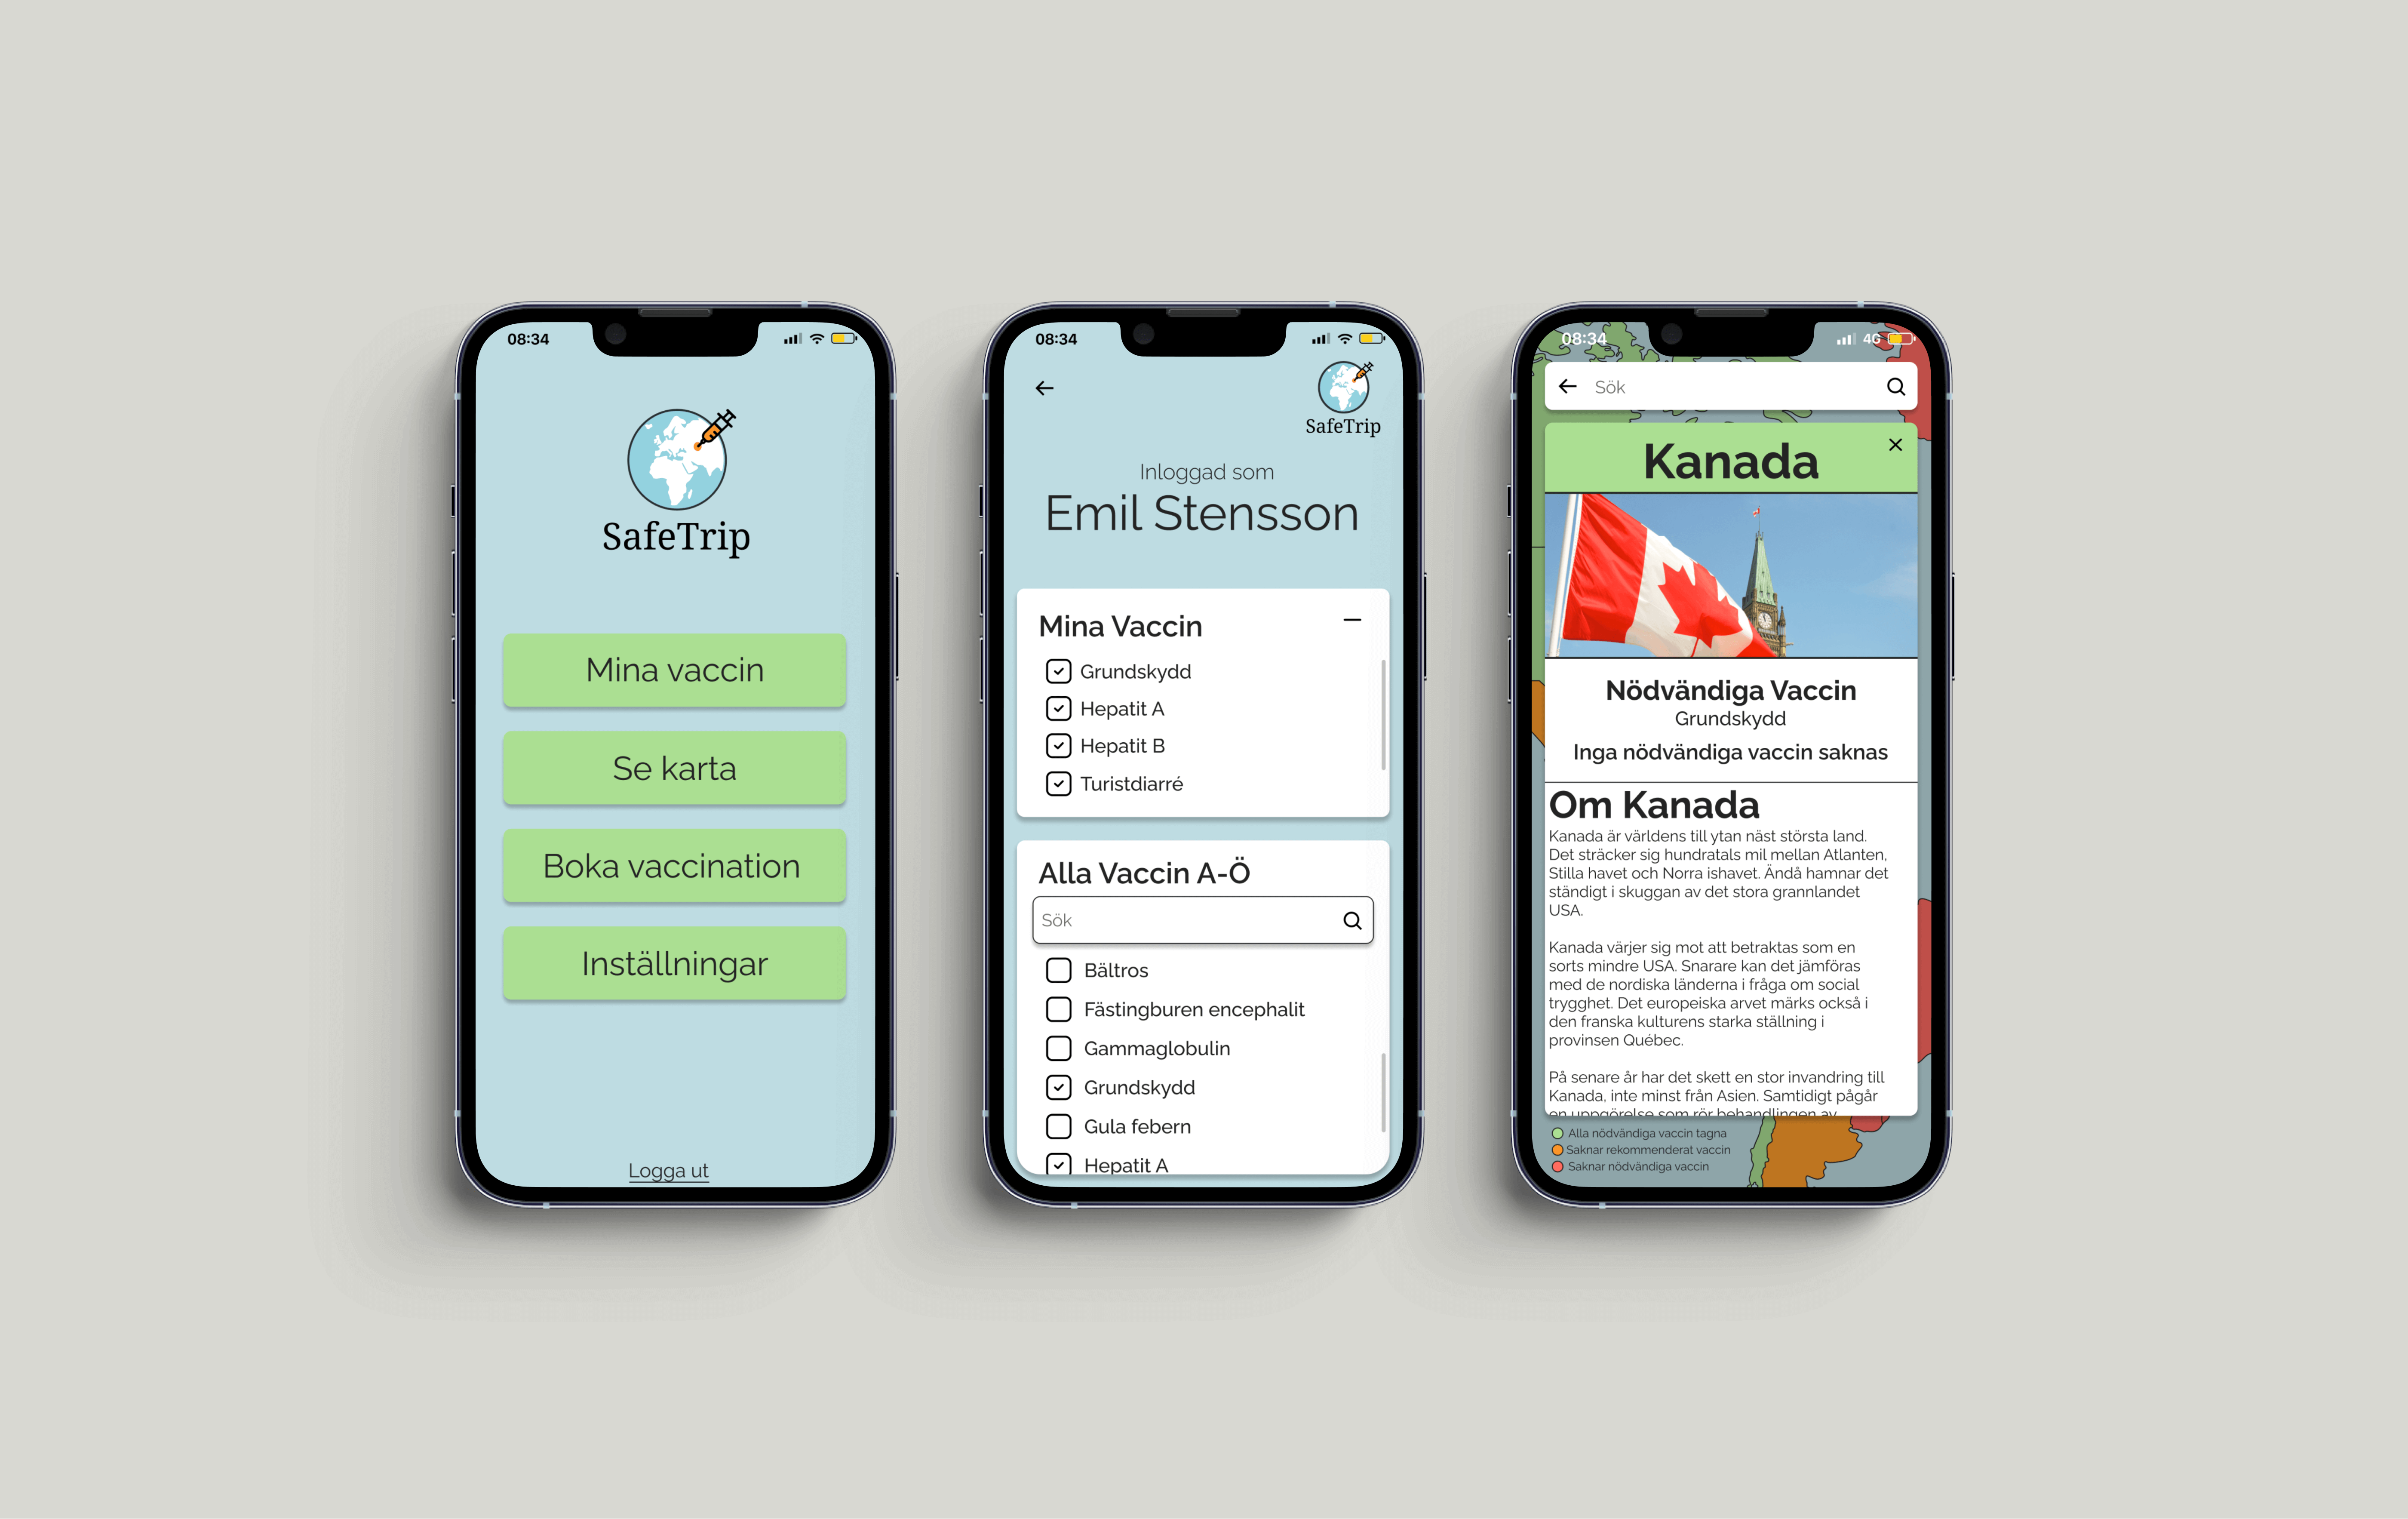 08:34
SafeTrip
Mina vaccin
Se karta
Boka vaccination
Inställningar
Logga ut
08:34
SafeTrip
Inloggad som
Emil Stensson
Mina Vaccin
Grundskydd
Hepatit A
Hepatit B
Turistdiarré
Alla Vaccin A-Ö
Sök
Bältros
Fästingburen encephalit
Gammaglobulin
Grundskydd
Gula febern
Hepatit A
08:34
4G
Sök
Kanada
Nödvändiga Vaccin
Grundskydd
Inga nödvändiga vaccin saknas
Om Kanada
Kanada är världens till ytan näst största land.
Det sträcker sig hundratals mil mellan Atlanten,
Stilla havet och Norra ishavet. Ändå hamnar det
ständigt i skuggan av det stora grannlandet
USA.
Kanada värjer sig mot att betraktas som en
sorts mindre USA. Snarare kan det jämföras
med de nordiska länderna i fråga om social
trygghet. Det europeiska arvet märks också i
den franska kulturens starka ställning i
provinsen Québec.
På senare år har det skett en stor invandring till
Kanada, inte minst från Asien. Samtidigt pågår
en uppgörelse som rör behandlingen av
Alla nödvändiga vaccin tagna
Saknar rekommenderat vaccin
Saknar nödvändiga vaccin